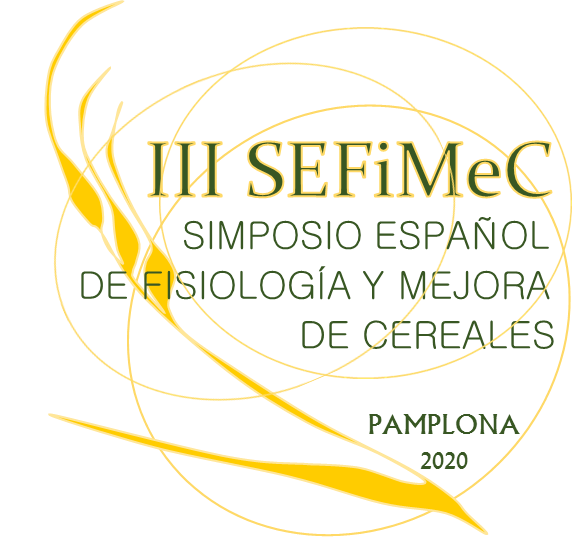 III SEFiMeC
SIMPOSIO ESPAÑOL
DE FISIOLOGÍA Y MEJORA
DE CEREALES
PAMPLONA
2020